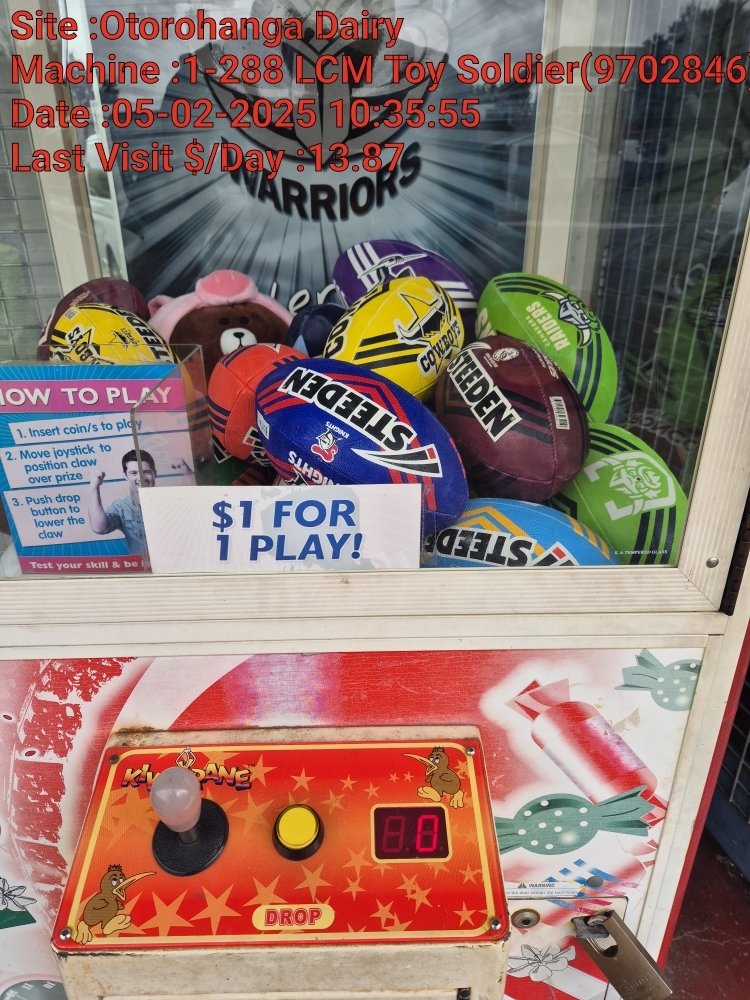 Site :Otorohanga Dairy
Machine :1-288 LCM Toy Soldier(9702846)
Date :05-02-2025 10:35:55
Last Visit $/Day :13.87
WARRIORS
COWBOYS
RAIDERS
STEEDEN
STEEDEN
KNIGHTS
STEEDEN
HOW TO PLAY
1. Insert coin/s to play
2. Move joystick to
position claw
over prize
3. Push drop
button to
lower the
claw
Test your skill & be
$1 FOR
1 PLAY!
0
DROP
WARNING